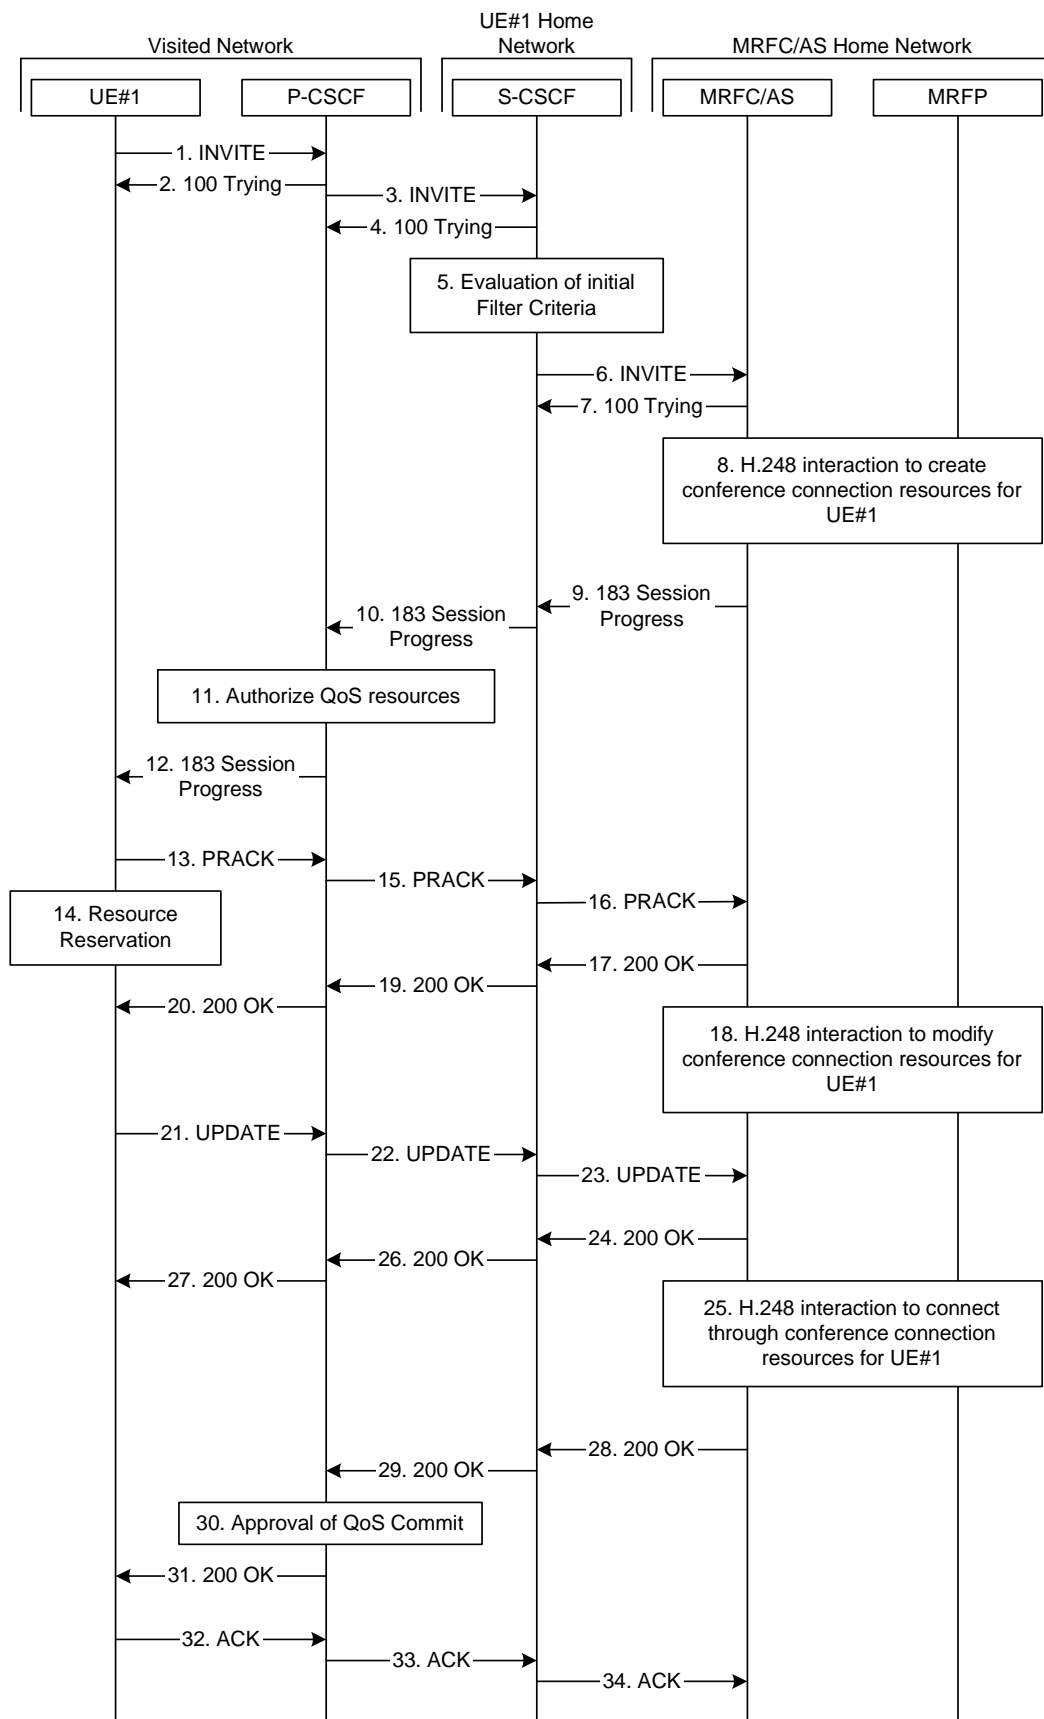 UE#1 Home
Network
Visited Network
MRFC/AS Home Network
UE#1
P-CSCF
S-CSCF
MRFC/AS
MRFP
1. INVITE
2. 100 Trying
3. INVITE
4. 100 Trying
5. Evaluation of initial
Filter Criteria
6. INVITE
7. 100 Trying
8. H.248 interaction to create
conference connection resources for
UE#1
9. 183 Session
Progress
10. 183 Session
Progress
11. Authorize QoS resources
12. 183 Session
Progress
13. PRACK
14. Resource
Reservation
15. PRACK
16. PRACK
17. 200 OK
18. H.248 interaction to modify
conference connection resources for
UE#1
19. 200 OK
20. 200 OK
21. UPDATE
22. UPDATE
23. UPDATE
24. 200 OK
25. H.248 interaction to connect
through conference connection
resources for UE#1
26. 200 OK
27. 200 OK
28. 200 OK
29. 200 OK
30. Approval of QoS Commit
31. 200 OK
32. ACK
33. ACK
34. ACK